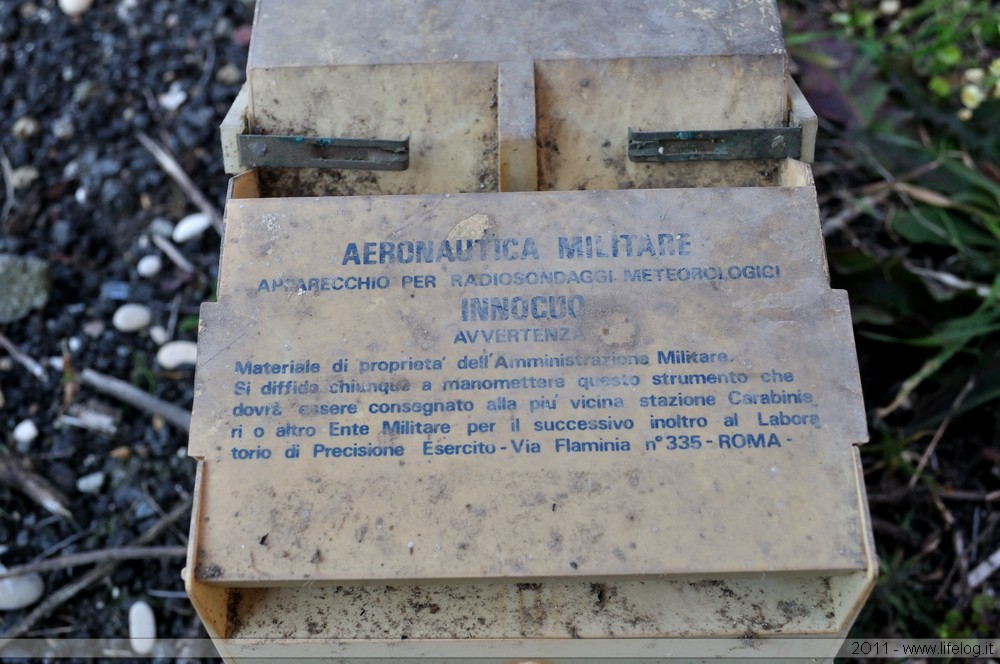 AERONAUTICA MILITARE
APPARECCHIO PER RADIOSONDAGGI METEOROLOGICI
INNOCUO
AVVERTENZA
Materiale di proprieta' dell'Amministrazione Militare.
Si diffida chiunque a manomettere questo strumento che
dovrà essere consegnato alla piu' vicina stazione Carabinie
ri o altro Ente Militare per il successivo inoltro al Labora
torio di Precisione Esercito - Via Flaminia n°335 - ROMA -
2011 - www.lifelog.it